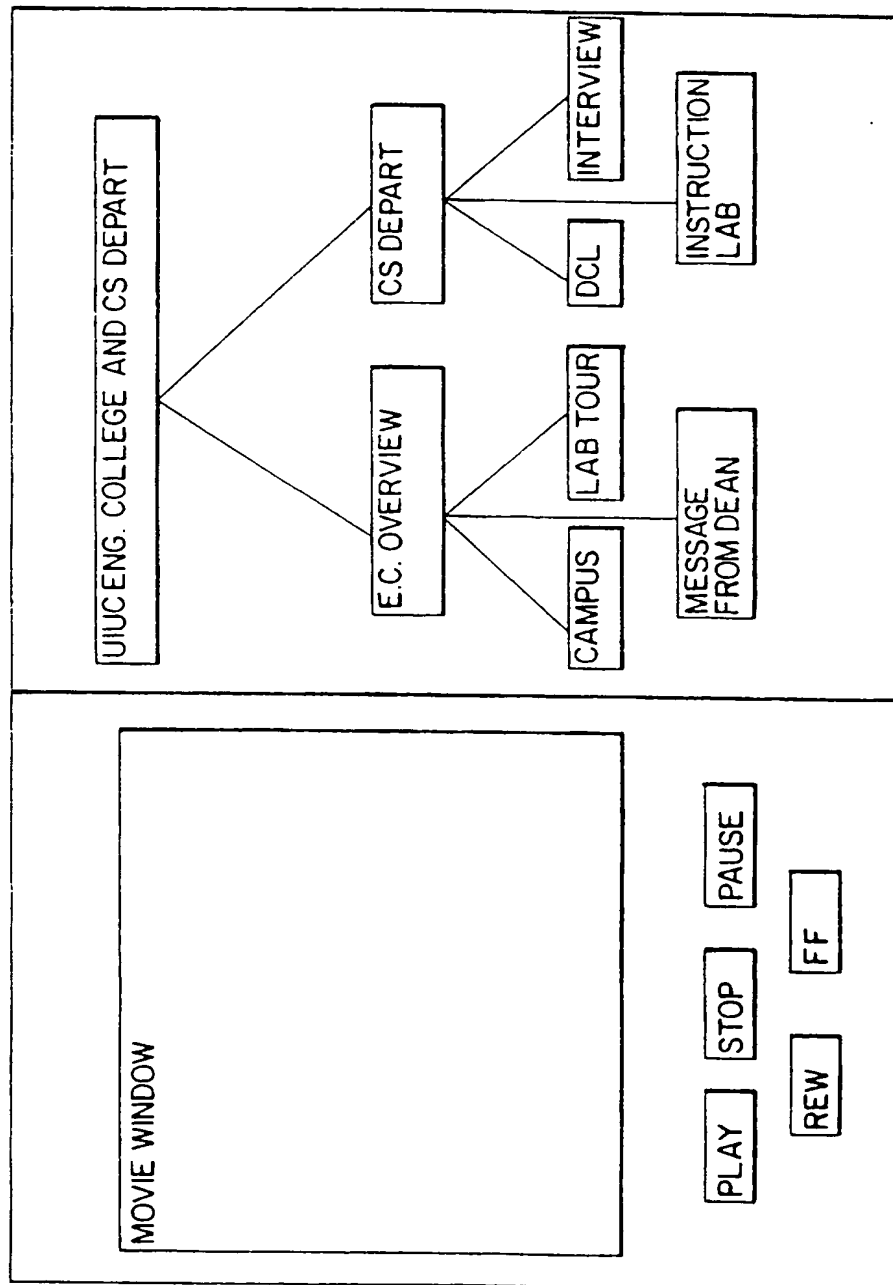 MOVIE WINDOW
PLAY
STOP
PAUSE
REW
FF
UIUC ENG. COLLEGE AND CS DEPART
E.C. OVERVIEW
CS DEPART
CAMPUS
LAB TOUR
DCL
INTERVIEW
MESSAGE
FROM DEAN
INSTRUCTION
LAB